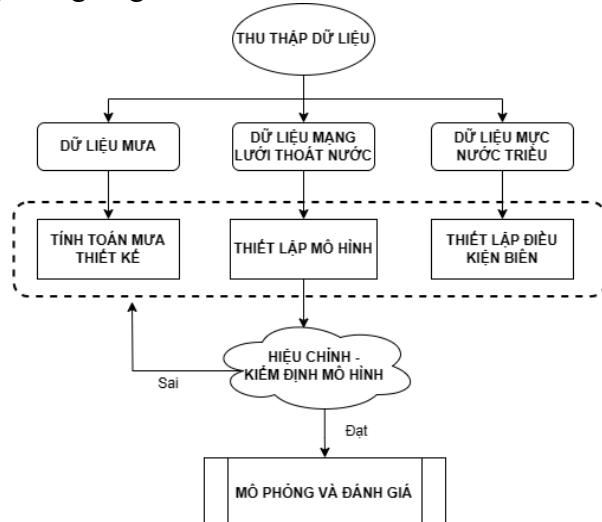 THU THẬP DỮ LIỆU
DỮ LIỆU MƯA
DỮ LIỆU MẠNG
LƯỚI THOÁT NƯỚC
DỮ LIỆU MỰC
NƯỚC TRIỀU
TÍNH TOÁN MƯA
THIẾT KẾ
THIẾT LẬP MÔ HÌNH
THIẾT LẬP ĐIỀU
KIỆN BIÊN
HIỆU CHỈNH -
KIỂM ĐỊNH MÔ HÌNH
Sai
Đạt
MÔ PHỎNG VÀ ĐÁNH GIÁ